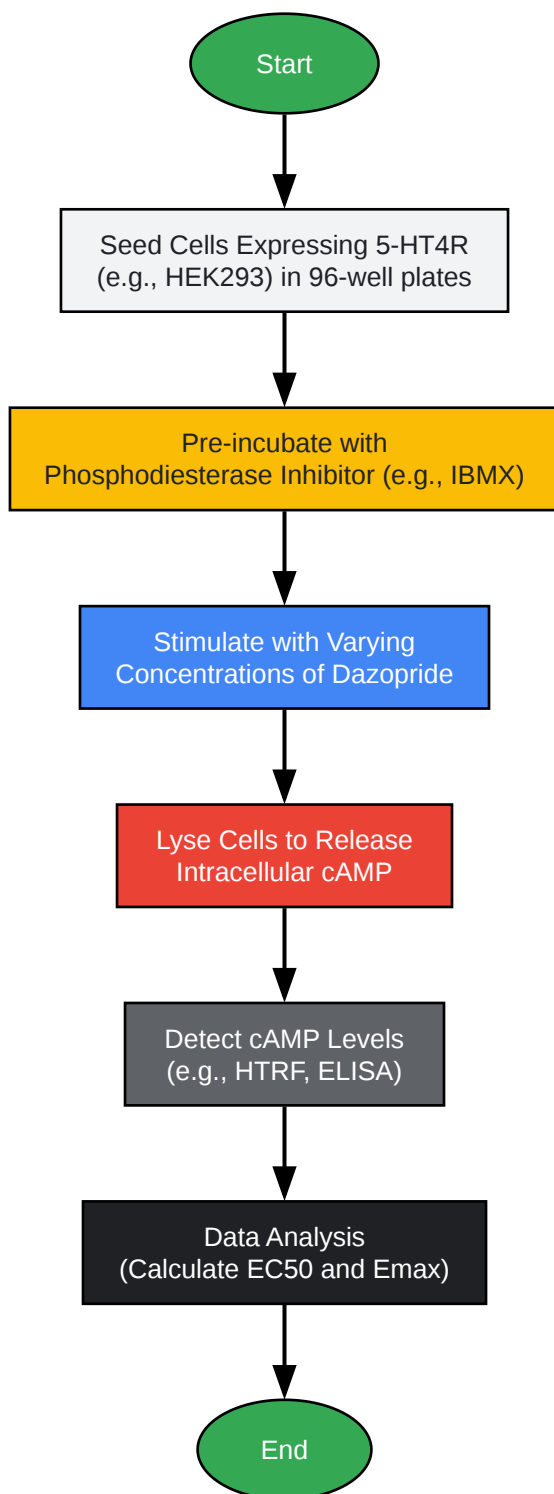 Start
Seed Cells Expressing 5-HT4R
(e.g., HEK293) in 96-well plates
Pre-incubate with
Phosphodiesterase Inhibitor (e.g., IBMX)
Stimulate with Varying
Concentrations of Dazopride
Lyse Cells to Release
Intracellular cAMP
Detect cAMP Levels
(e.g., HTRF, ELISA)
Data Analysis
(Calculate EC50 and Emax)
End